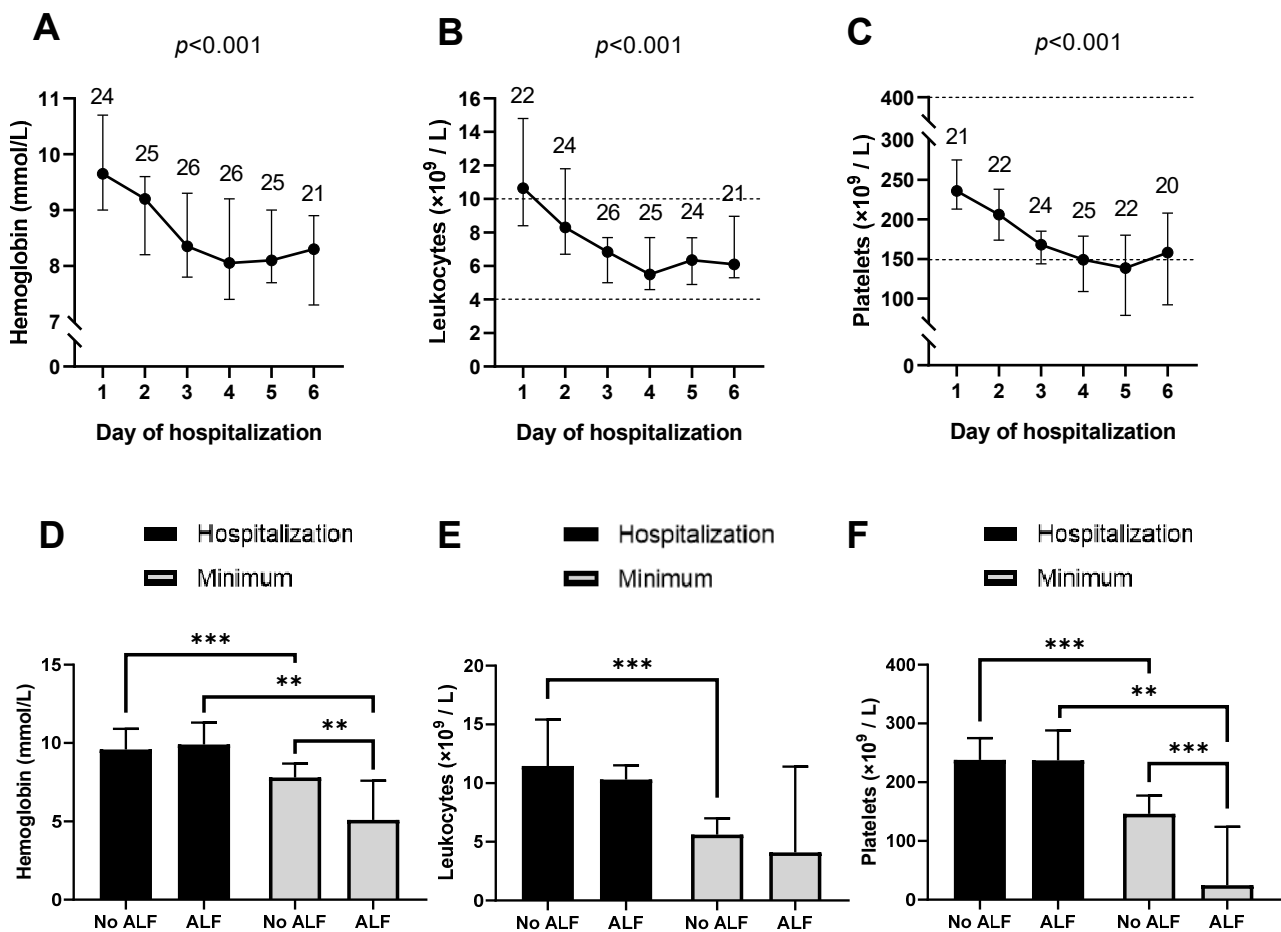 A
p<0.001
Hemoglobin (mmol/L)
11
10
9
8
7
0
24
25
26
26
25
21
1 2 3 4 5 6
Day of hospitalization
B
p<0.001
Leukocytes (×10⁹ / L)
16
14
12
10
8
6
4
2
0
22
24
26
25
24
21
1 2 3 4 5 6
Day of hospitalization
C
p<0.001
Platelets (×10⁹ / L)
400
300
250
200
150
100
0
21
22
24
25
22
20
1 2 3 4 5 6
Day of hospitalization
D
Hospitalization
Minimum
Hemoglobin (mmol/L)
15
10
5
0
***
**
**
No ALF ALF No ALF ALF
E
Hospitalization
Minimum
Leukocytes (×10⁹ / L)
20
15
10
5
0
***
No ALF ALF No ALF ALF
F
Hospitalization
Minimum
Platelets (×10⁹ / L)
400
300
200
100
0
***
**
***
No ALF ALF No ALF ALF